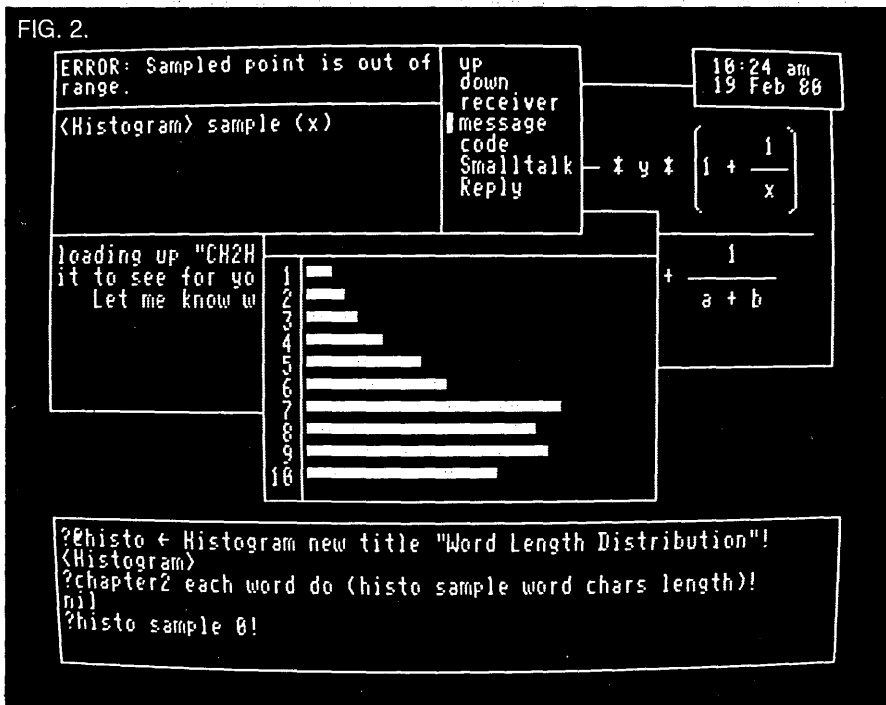 FIG. 2.
ERROR: Sampled point is out of
range.
<Histogram> sample (x)
up
down
receiver
message
code
Smalltalk
Reply
10:24 am
19 Feb 80
* y * (1 + 1
x)
+ 1
a + b
loading up "CH2H
it to see for yo
Let me know w
1
2
3
4
5
6
7
8
9
10
?@histo ← Histogram new title "Word Length Distribution"!
<Histogram>
?chapter2 each word do (histo sample word chars length)!
nil
?histo sample 0!